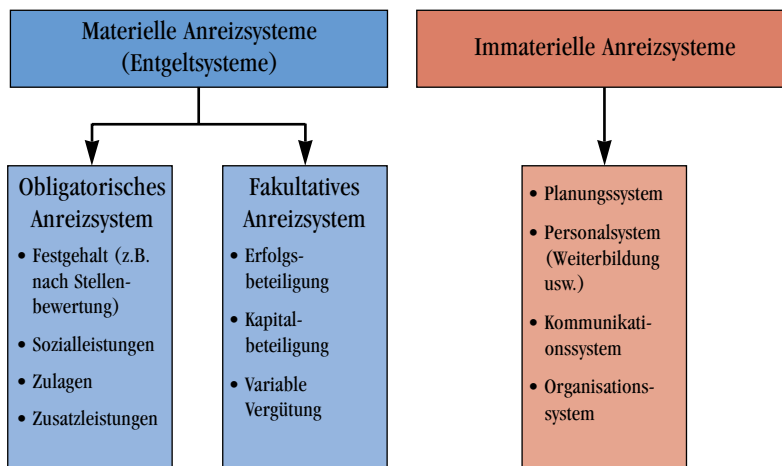 Materielle Anreizsysteme
(Entgeltsysteme)
Immaterielle Anreizsysteme
Obligatorisches
Anreizsystem
• Festgehalt (z.B.
nach Stellen-
bewertung)
• Sozialleistungen
• Zulagen
• Zusatzleistungen
Fakultatives
Anreizsystem
• Erfolgs-
beteiligung
• Kapital-
beteiligung
• Variable
Vergütung
• Planungssystem
• Personalsystem
(Weiterbildung
usw.)
• Kommunikati-
onssystem
• Organisations-
system